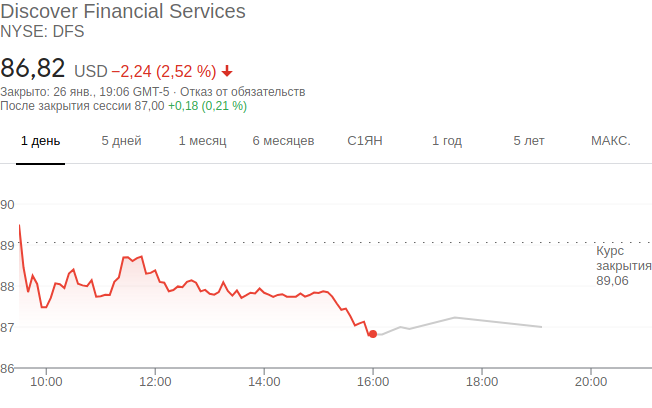 Discover Financial Services
NYSE: DFS
86,82 USD −2,24 (2,52 %)
Закрыто: 26 янв., 19:06 GMT-5 · Отказ от обязательств
После закрытия сессии 87,00 +0,18 (0,21 %)
1 день 5 дней 1 месяц 6 месяцев С1ЯН 1 год 5 лет МАКС.
90
89
Курс
закрытия
89,06
88
87
86
10:00 12:00 14:00 16:00 18:00 20:00